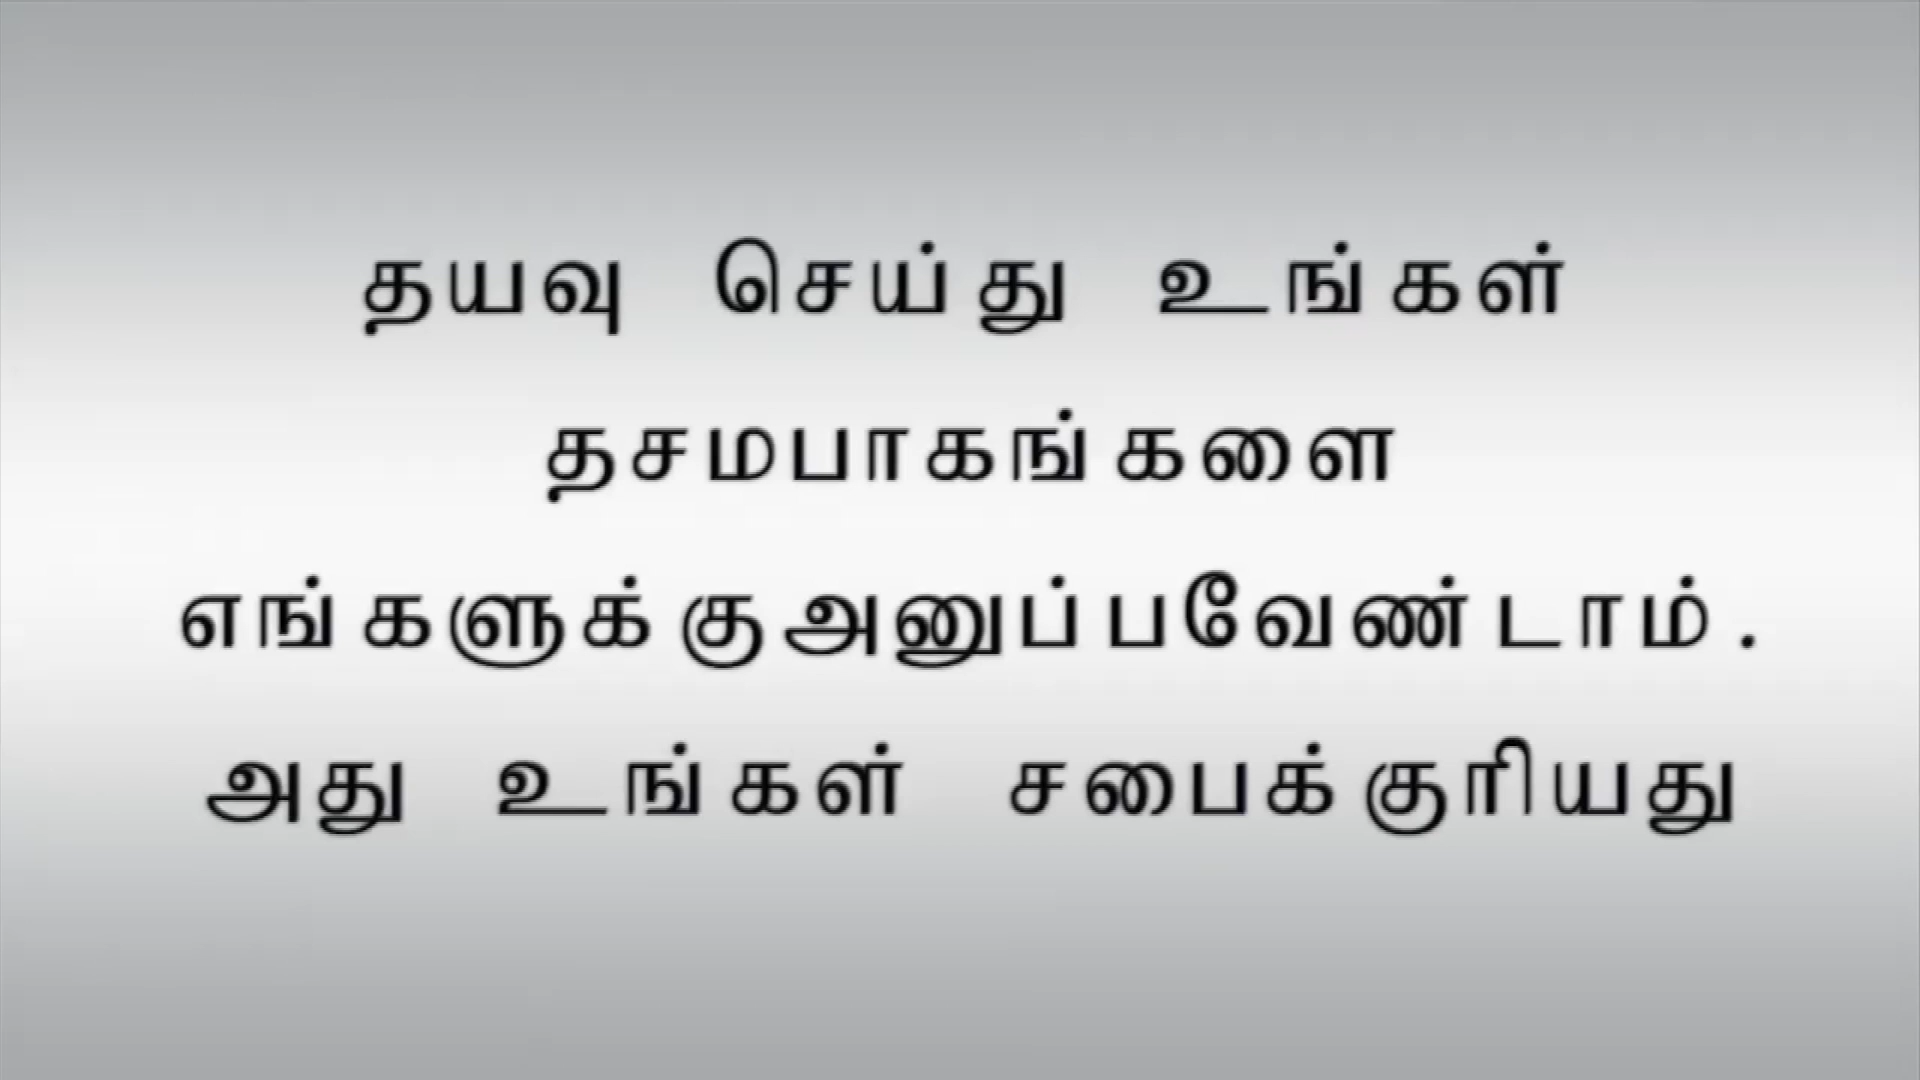 தயவு செய்து உங்கள்
தசமபாகங்களை
எங்களுக்குஅனுப்பவேண்டாம்.
அது உங்கள் சபைக்குரியது